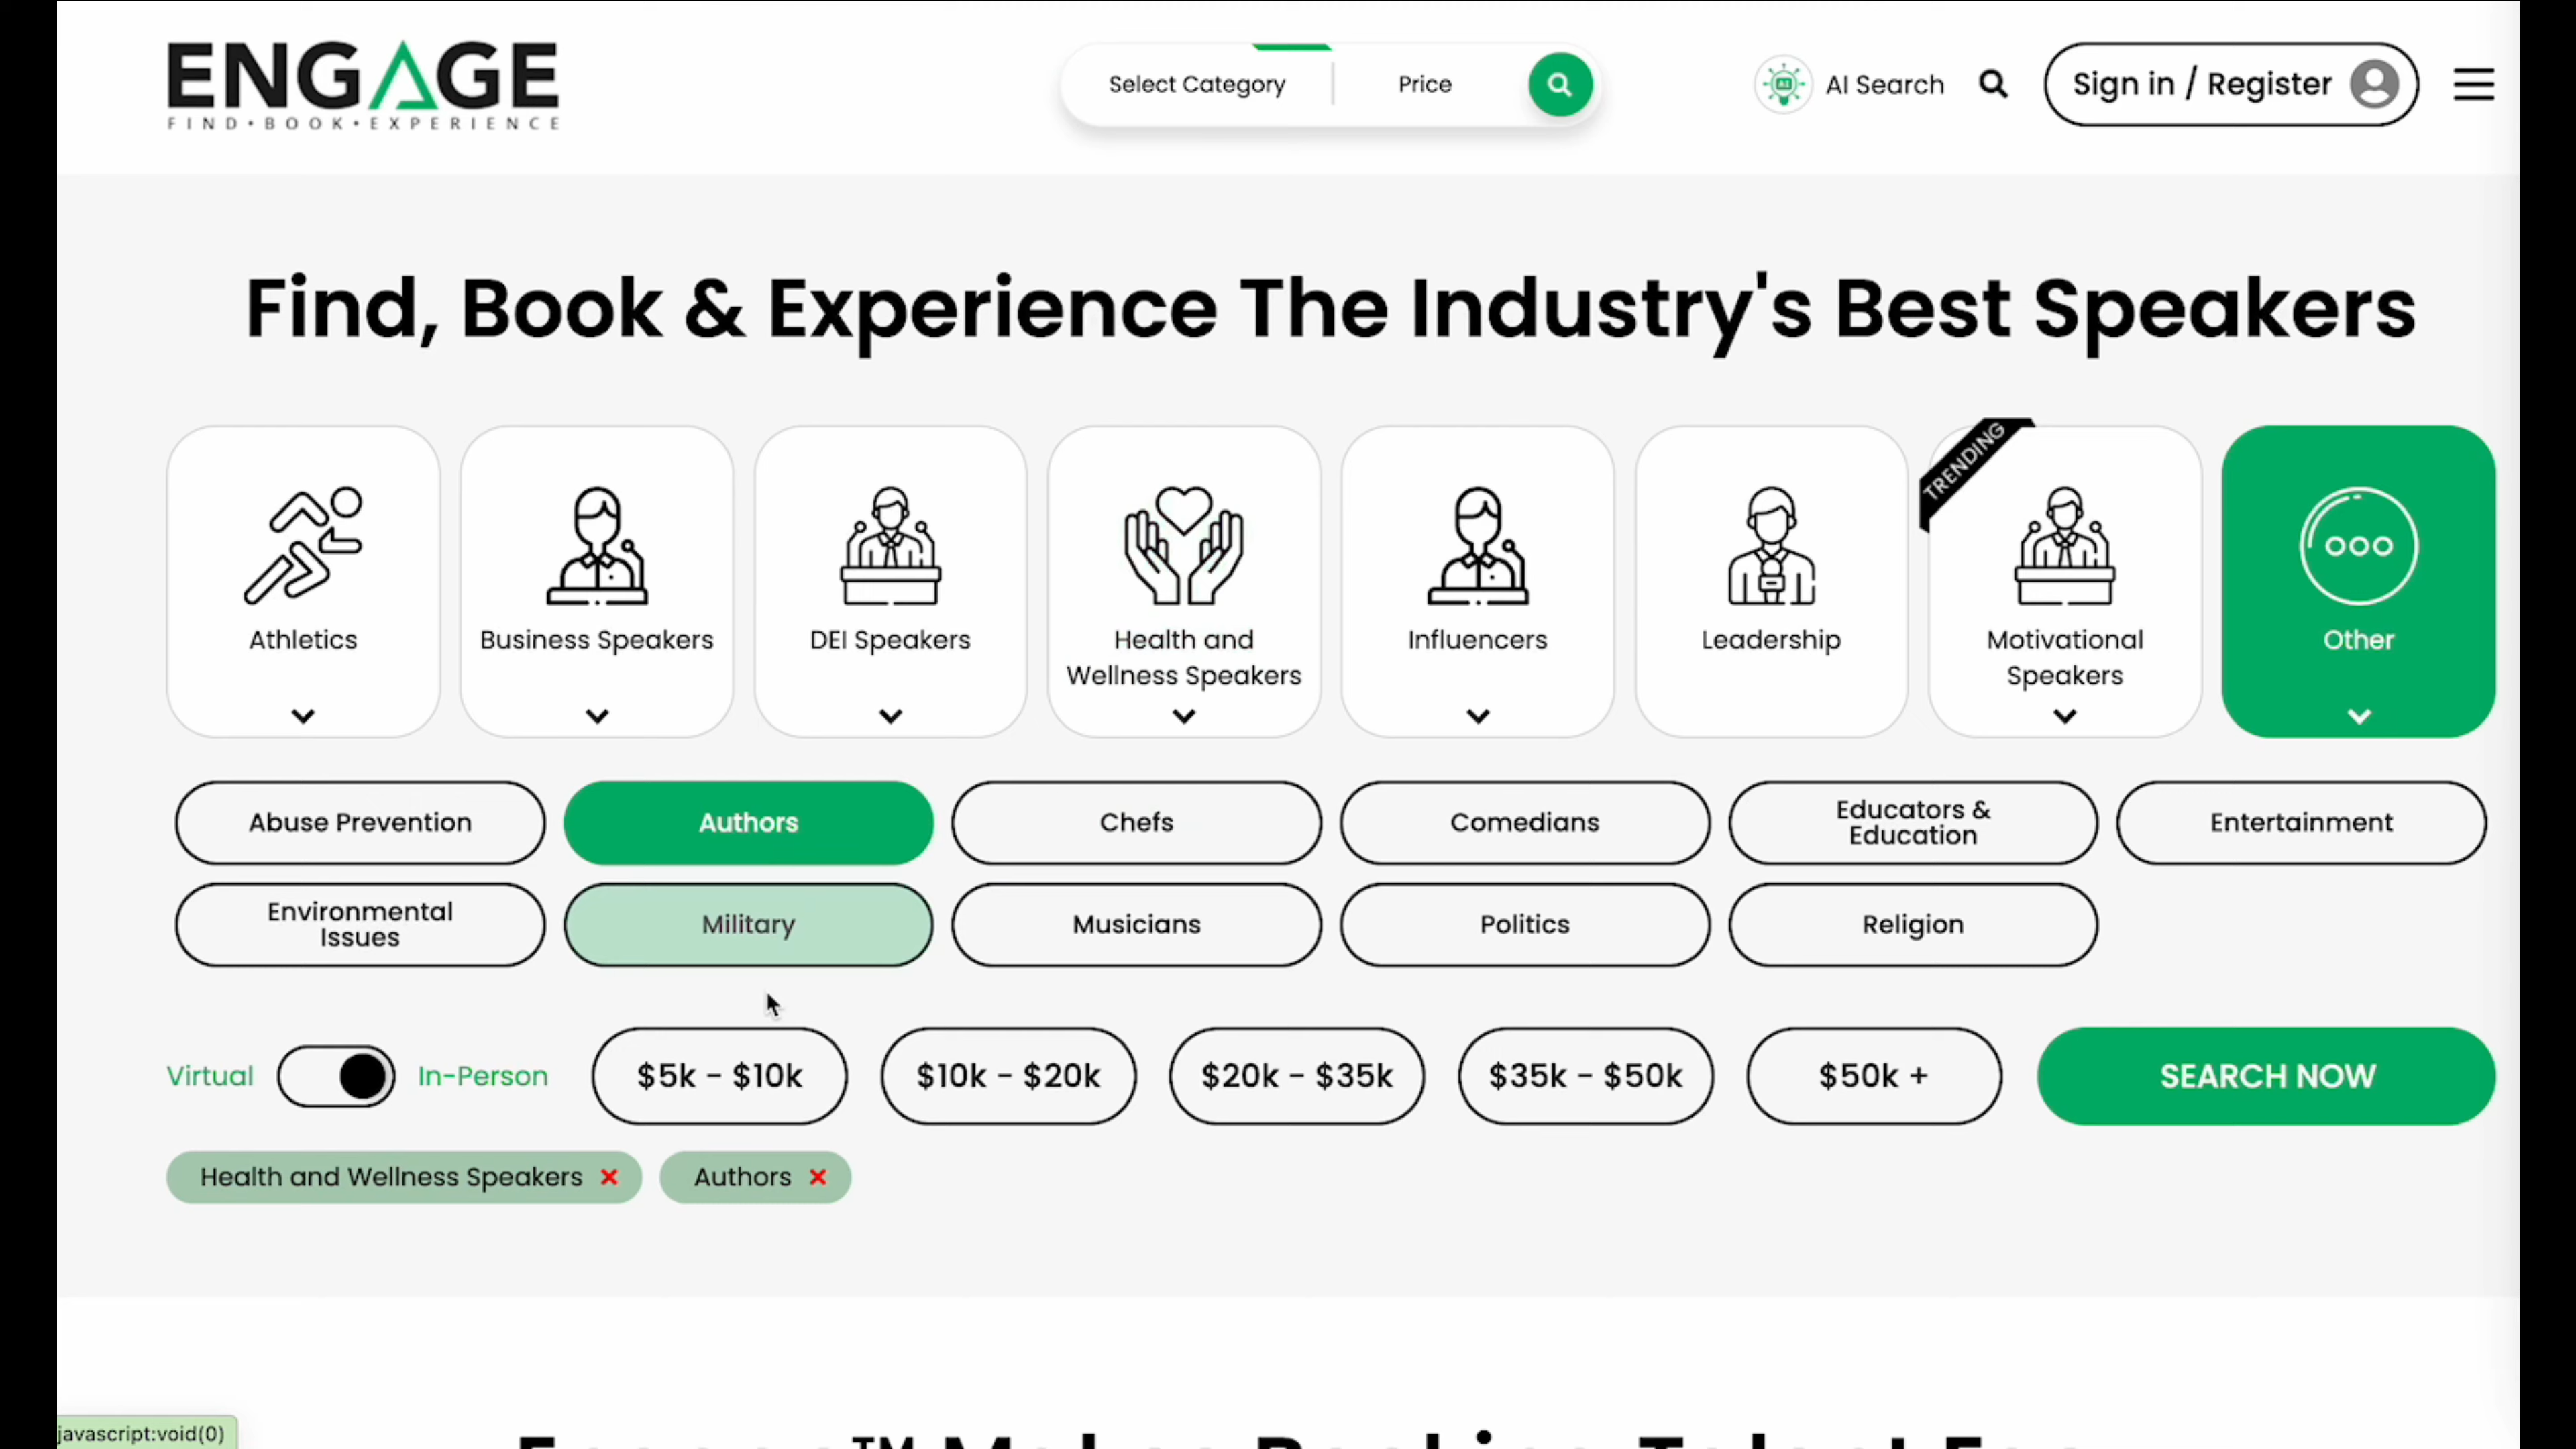 ENGAGE
FIND•BOOK•EXPERIENCE
Select Category
Price
AI
AI Search
Sign in / Register
Find, Book & Experience The Industry's Best Speakers
Athletics
Business Speakers
DEI Speakers
Health and
Wellness Speakers
Influencers
Leadership
TRENDING
Motivational
Speakers
Other
Abuse Prevention
Authors
Chefs
Comedians
Educators &
Education
Entertainment
Environmental
Issues
Military
Musicians
Politics
Religion
Virtual
In-Person
$5k - $10k
$10k - $20k
$20k - $35k
$35k - $50k
$50k +
SEARCH NOW
Health and Wellness Speakers ×
Authors ×
javascript:void(0)